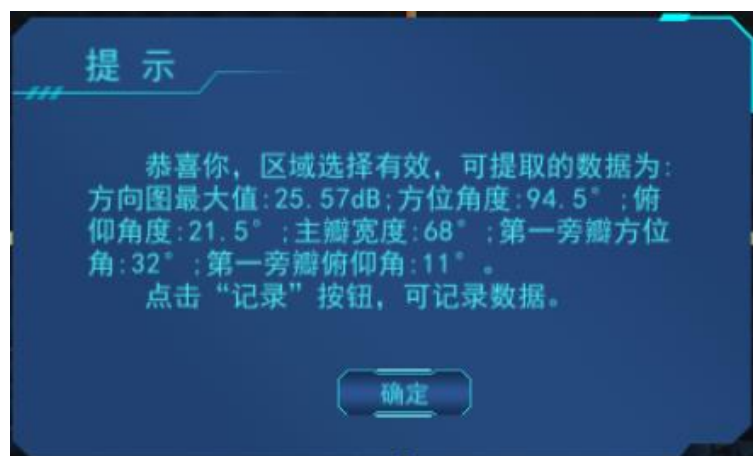 提示
恭喜你，区域选择有效，可提取的数据为:
方向图最大值:25.57dB;方位角度:94.5°;俯
仰角度:21.5°;主瓣宽度:68°;第一旁瓣方位
角:32°;第一旁瓣俯仰角:11°。
点击“记录”按钮，可记录数据。
确定